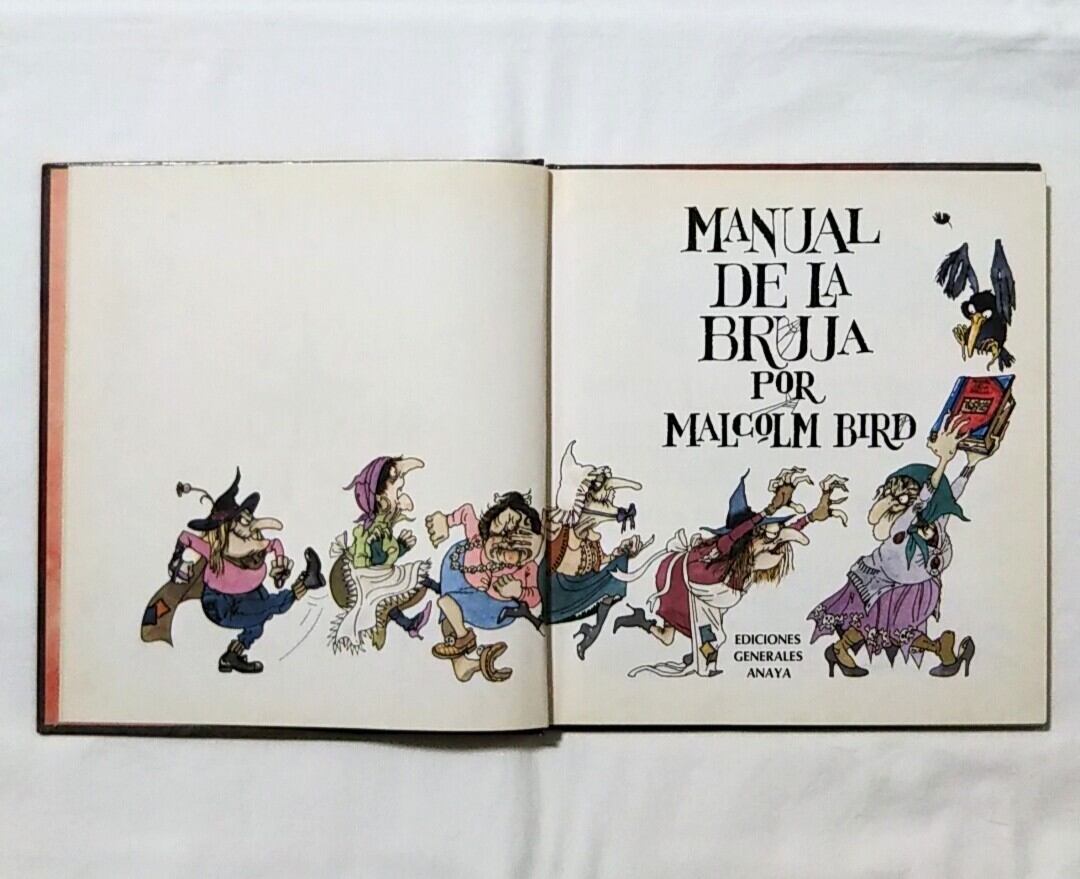 MANUAL
DE LA
BRUJA
POR
MALCOLM BIRD
EDICIONES
GENERALES
ANAYA